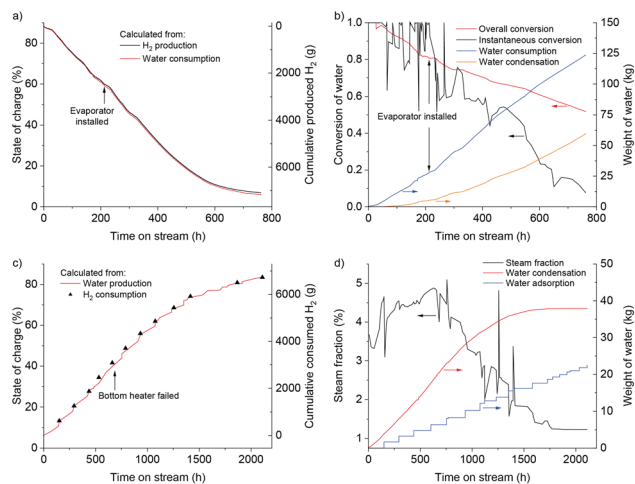 a)
Calculated from:
H₂ production
Water consumption
Evaporator
installed
State of charge (%)
100
80
60
40
20
0
Cumulative produced H₂ (g)
0
2000
4000
6000
0
200
400
600
800
Time on stream (h)
b)
Overall conversion
Instantaneous conversion
Water consumption
Water condensation
Evaporator installed
Conversion of water
1.0
0.8
0.6
0.4
0.2
0.0
Weight of water (kg)
150
125
100
75
50
25
0
0
200
400
600
800
Time on stream (h)
c)
Calculated from:
Water production
H₂ consumption
Bottom heater failed
State of charge (%)
80
60
40
20
0
Cumulative consumed H₂ (g)
6000
4000
2000
0
0
500
1000
1500
2000
Time on stream (h)
d)
Steam fraction
Water condensation
Water adsorption
Steam fraction (%)
5
4
3
2
1
Weight of water (kg)
50
40
30
20
10
0
0
500
1000
1500
2000
Time on stream (h)